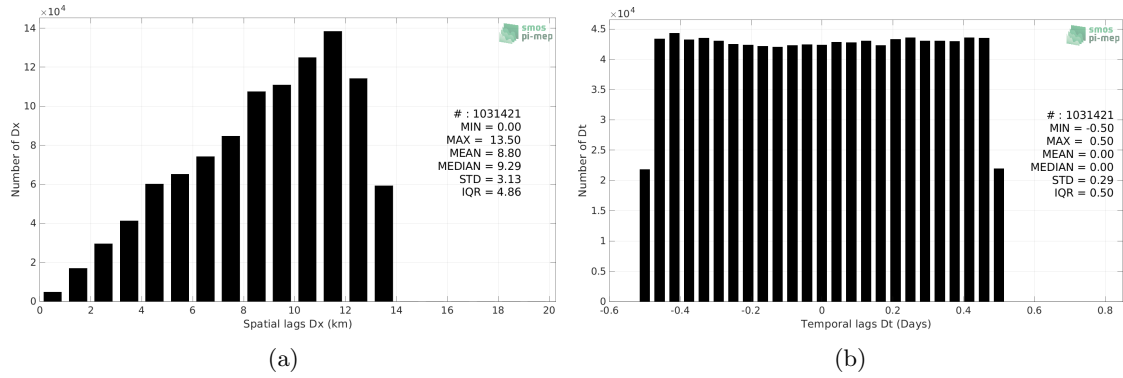 ×10⁴
14
12
10
8
6
4
2
0
Number of Dx
smos
pi-mep
# : 1031421
MIN = 0.00
MAX = 13.50
MEAN = 8.80
MEDIAN = 9.29
STD = 3.13
IQR = 4.86
0 2 4 6 8 10 12 14 16 18 20
Spatial lags Dx (km)
(a)
×10⁴
4.5
4
3.5
3
2.5
2
1.5
1
0.5
0
Number of Dt
smos
pi-mep
# : 1031421
MIN = -0.50
MAX = 0.50
MEAN = 0.00
MEDIAN = 0.00
STD = 0.29
IQR = 0.50
-0.6 -0.4 -0.2 0 0.2 0.4 0.6 0.8
Temporal lags Dt (Days)
(b)